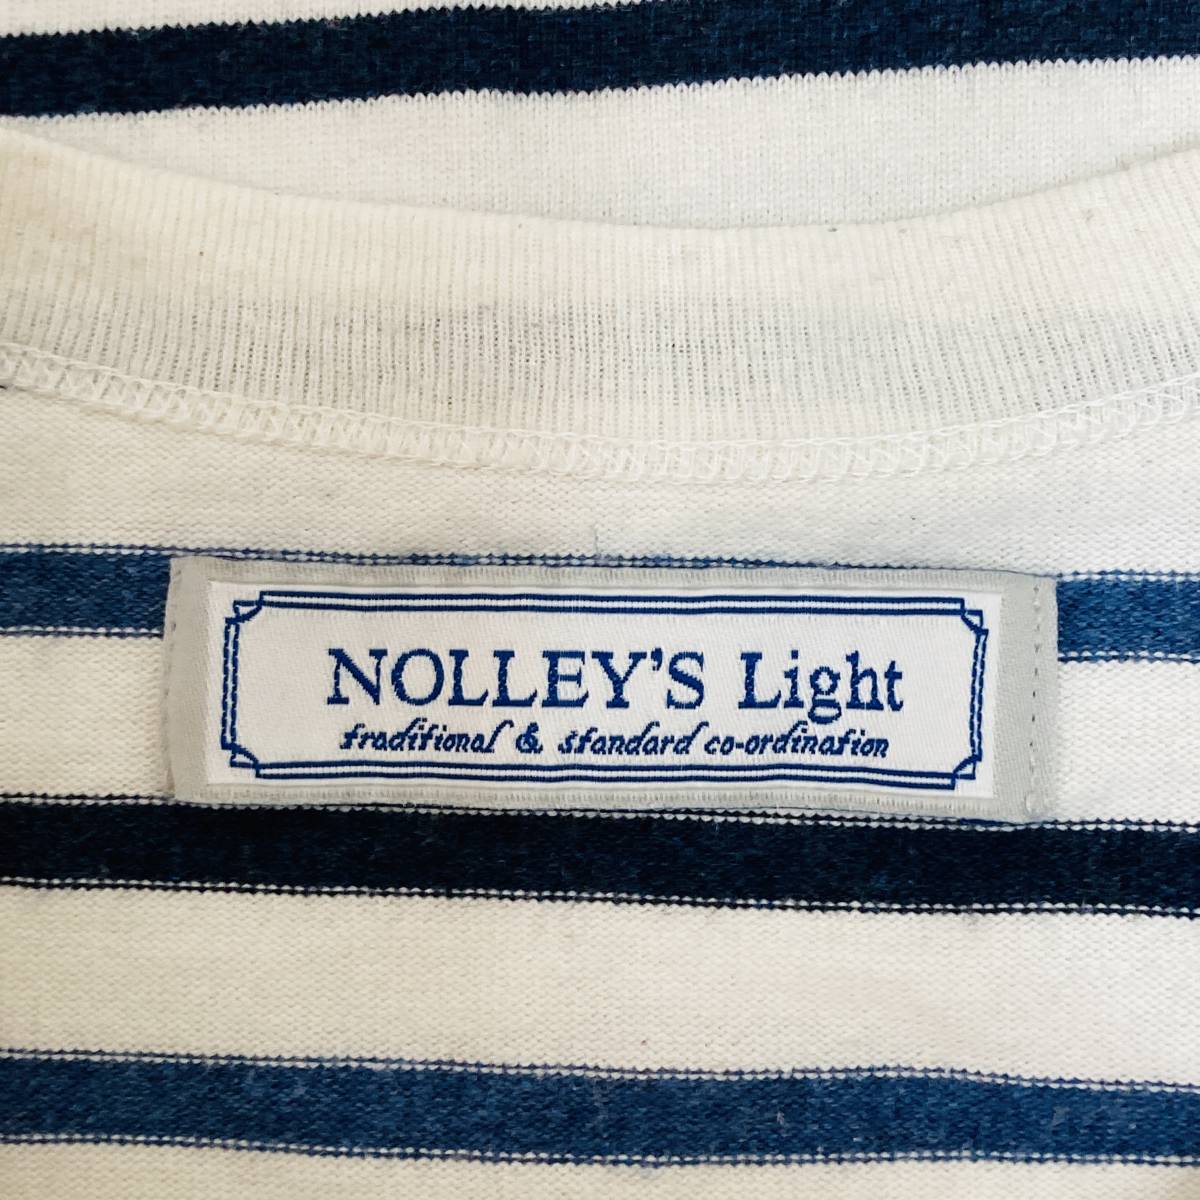 NOLLEY'S Light
traditional & standard co-ordination